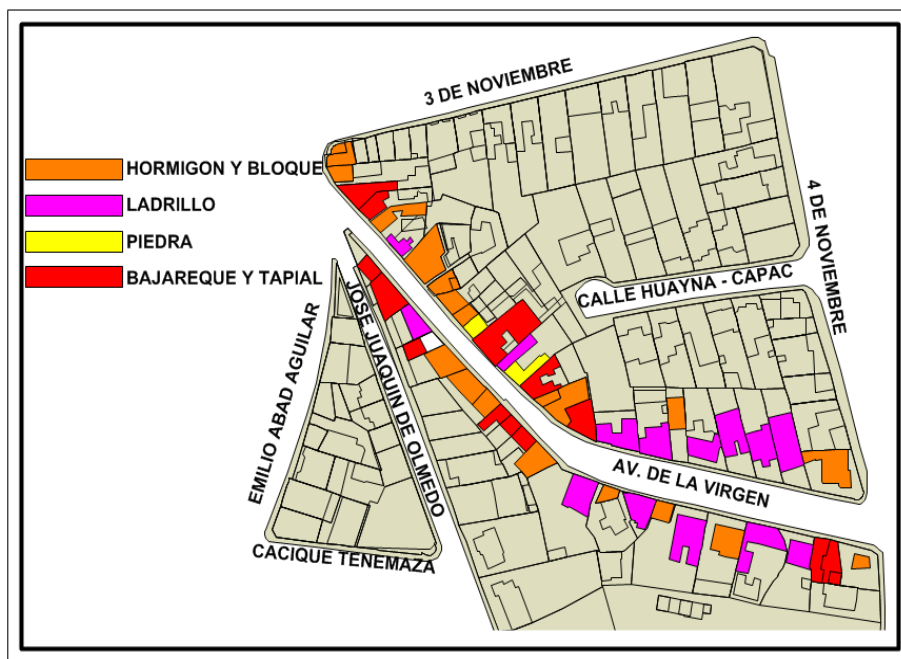 3 DE NOVIEMBRE
HORMIGON Y BLOQUE
LADRILLO
PIEDRA
BAJAREQUE Y TAPIAL
4 DE NOVIEMBRE
CALLE HUAYNA - CAPAC
JOSE JUAQUIN DE OLMEDO
EMILIO ABAD AGUILAR
AV. DE LA VIRGEN
CACIQUE TENEMAZA